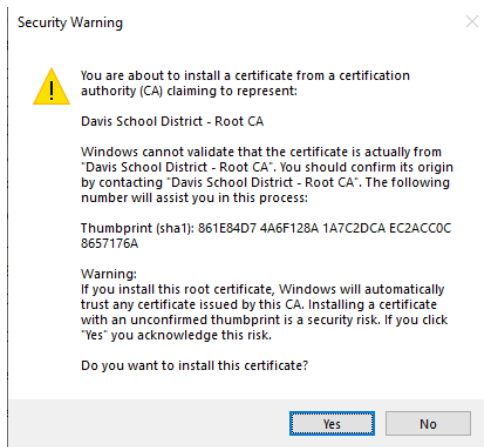 Security Warning
You are about to install a certificate from a certification
authority (CA) claiming to represent:
Davis School District - Root CA
Windows cannot validate that the certificate is actually from
"Davis School District - Root CA". You should confirm its origin
by contacting "Davis School District - Root CA". The following
number will assist you in this process:
Thumbprint (sha1): 861E84D7 4A6F128A 1A7C2DCA EC2ACC0C
8657176A
Warning:
If you install this root certificate, Windows will automatically
trust any certificate issued by this CA. Installing a certificate
with an unconfirmed thumbprint is a security risk. If you click
"Yes" you acknowledge this risk.
Do you want to install this certificate?
Yes No